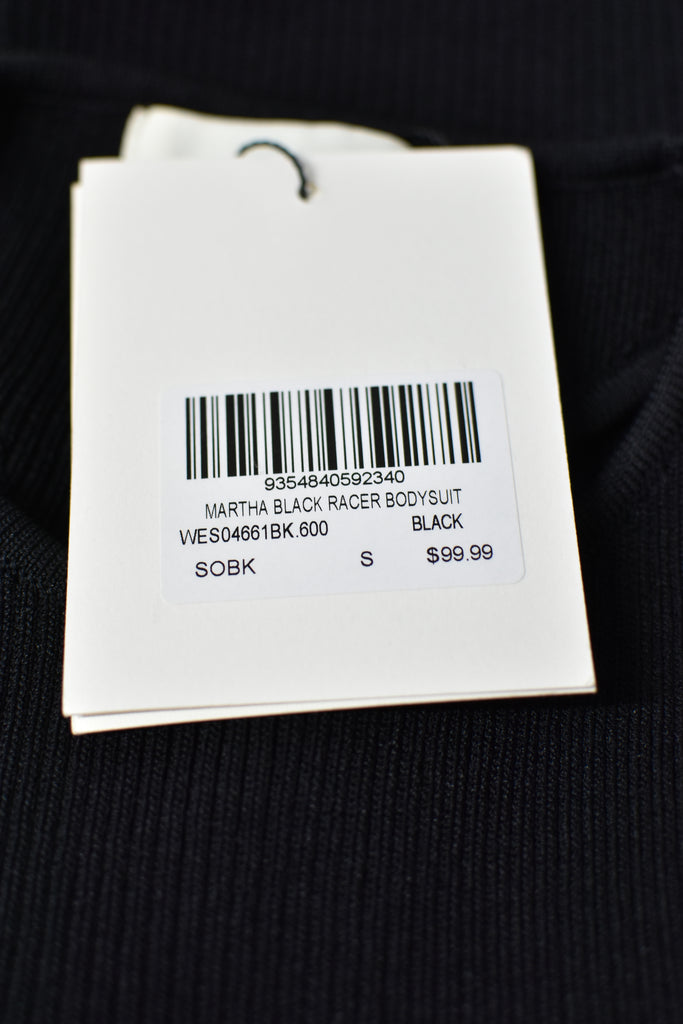 9354840592340
MARTHA BLACK RACER BODYSUIT
WES04661BK.600 BLACK
SOBK S $99.99